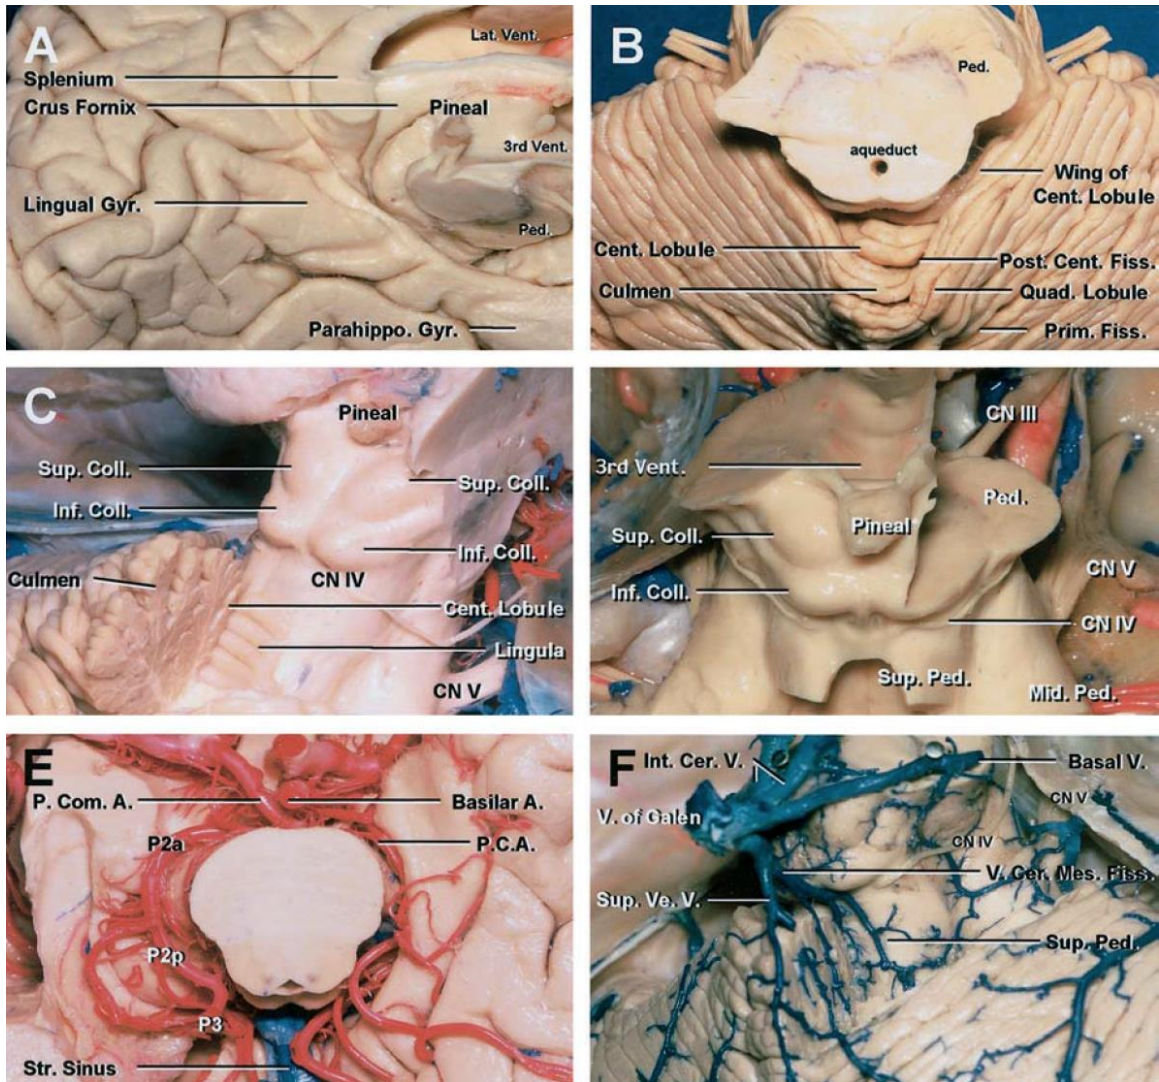 A
Lat. Vent.
Splenium
Crus Fornix
Pineal
3rd Vent.
Lingual Gyr.
Ped.
Parahippo. Gyr.
B
Ped.
aqueduct
Wing of
Cent. Lobule
Cent. Lobule
Post. Cent. Fiss.
Culmen
Quad. Lobule
Prim. Fiss.
C
Pineal
Sup. Coll.
Sup. Coll.
Inf. Coll.
Inf. Coll.
Culmen
CN IV
Cent. Lobule
Lingula
CN V
CN III
3rd Vent.
Ped.
Pineal
Sup. Coll.
CN V
Inf. Coll.
CN IV
Sup. Ped.
Mid. Ped.
E
P. Com. A.
Basilar A.
P2a
P.C.A.
P2p
P3
Str. Sinus
F
Int. Cer. V.
Basal V.
CN V
V. of Galen
CN IV
V. Cer. Mes. Fiss.
Sup. Ve. V.
Sup. Ped.